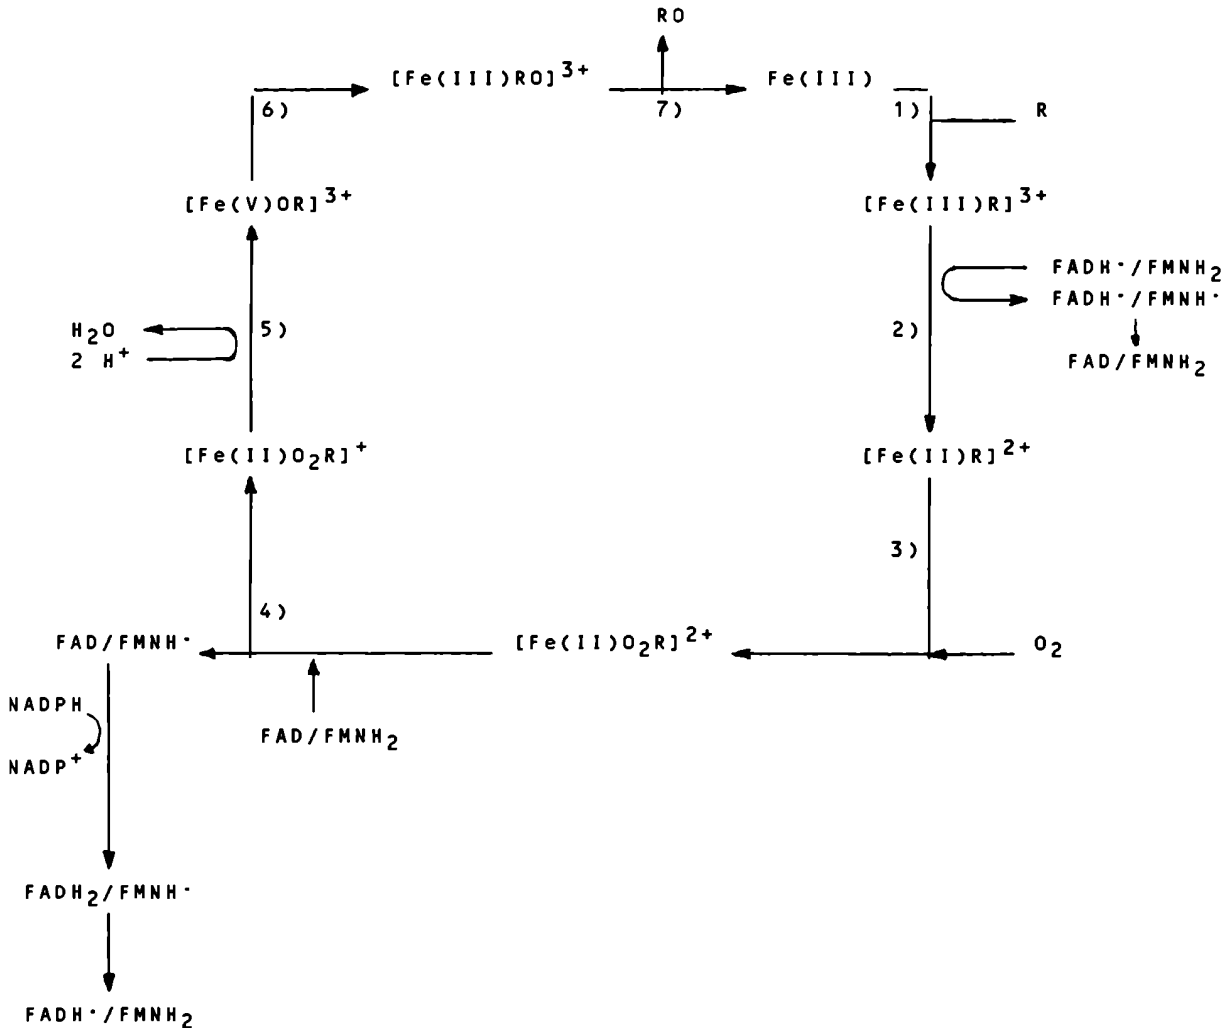 RO
[Fe(III)RO]3+
Fe(III)
6)
7)
1)
R
[Fe(V)OR]3+
[Fe(III)R]3+
FADH·/FMNH2
FADH·/FMNH·
H2O
5)
2)
2 H+
FAD/FMNH2
[Fe(II)O2R]+
[Fe(II)R]2+
3)
4)
FAD/FMNH·
[Fe(II)O2R]2+
O2
NADPH
FAD/FMNH2
NADP+
FADH2/FMNH·
FADH·/FMNH2